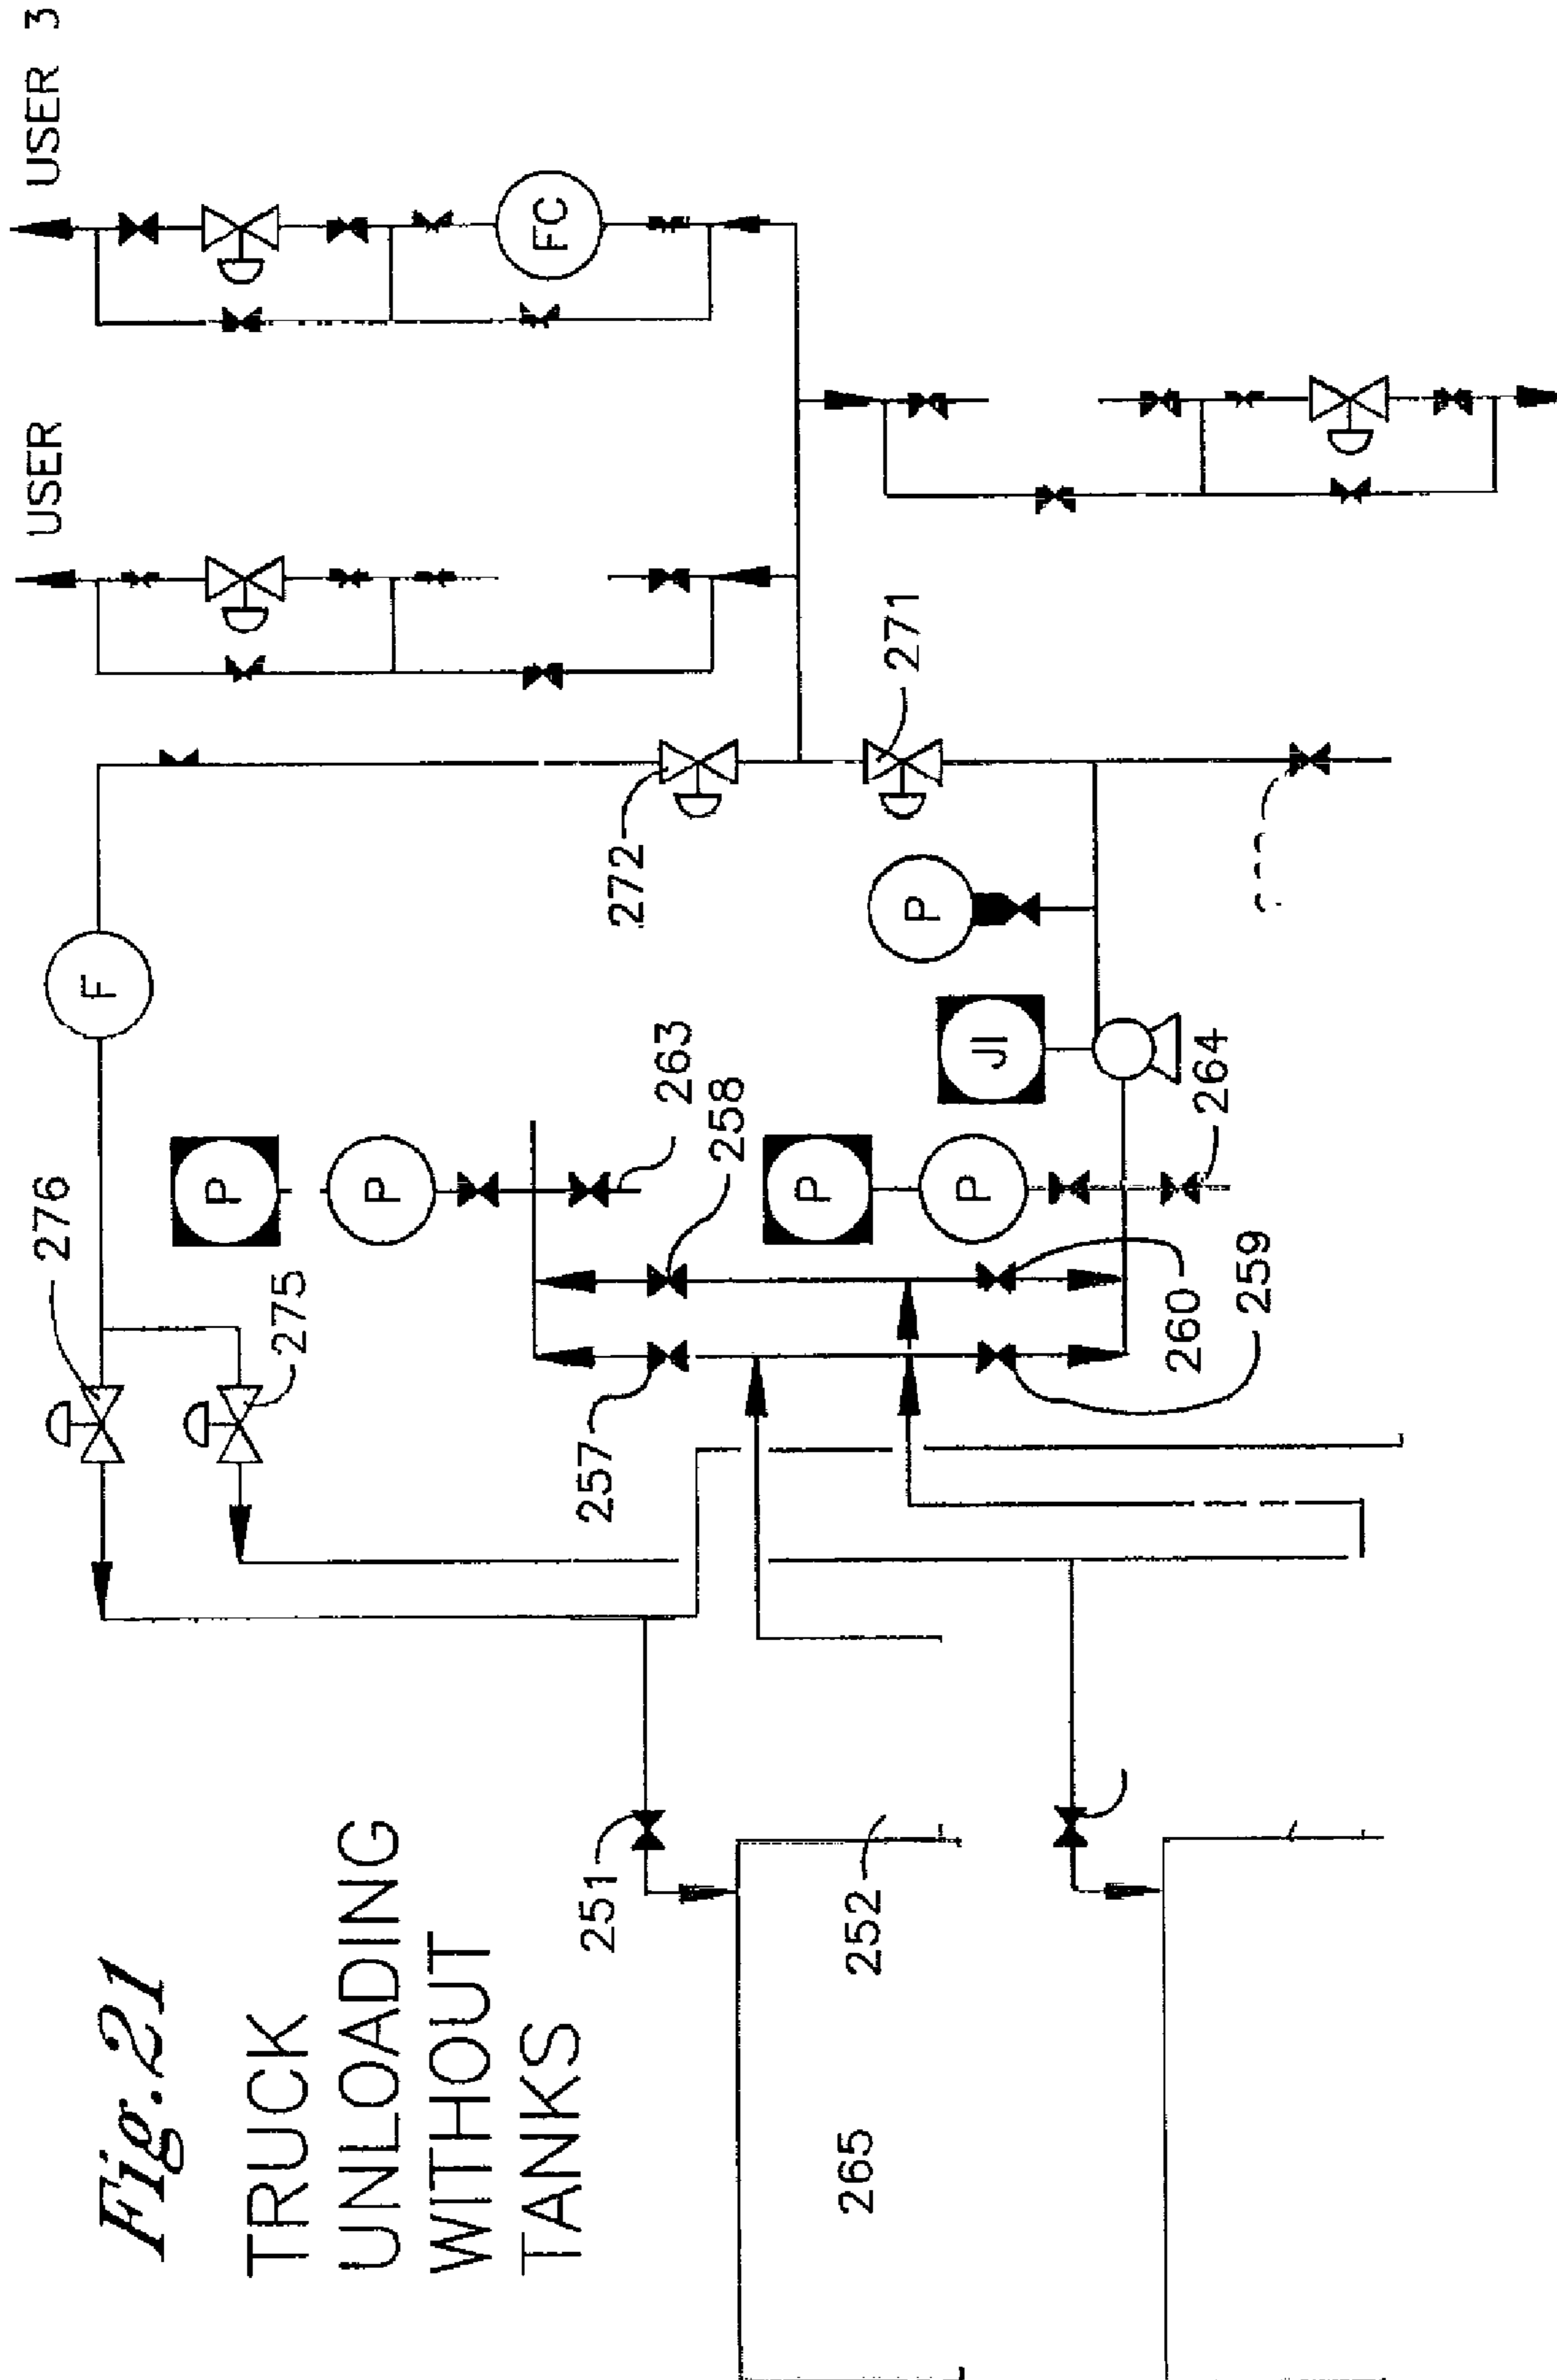 Fig.21
TRUCK
UNLOADING
WITHOUT
TANKS
USER
USER 3
276
275
F
P
P
FC
251
257
272
263
258
271
252
265
P
P
P
JI
260
259
264